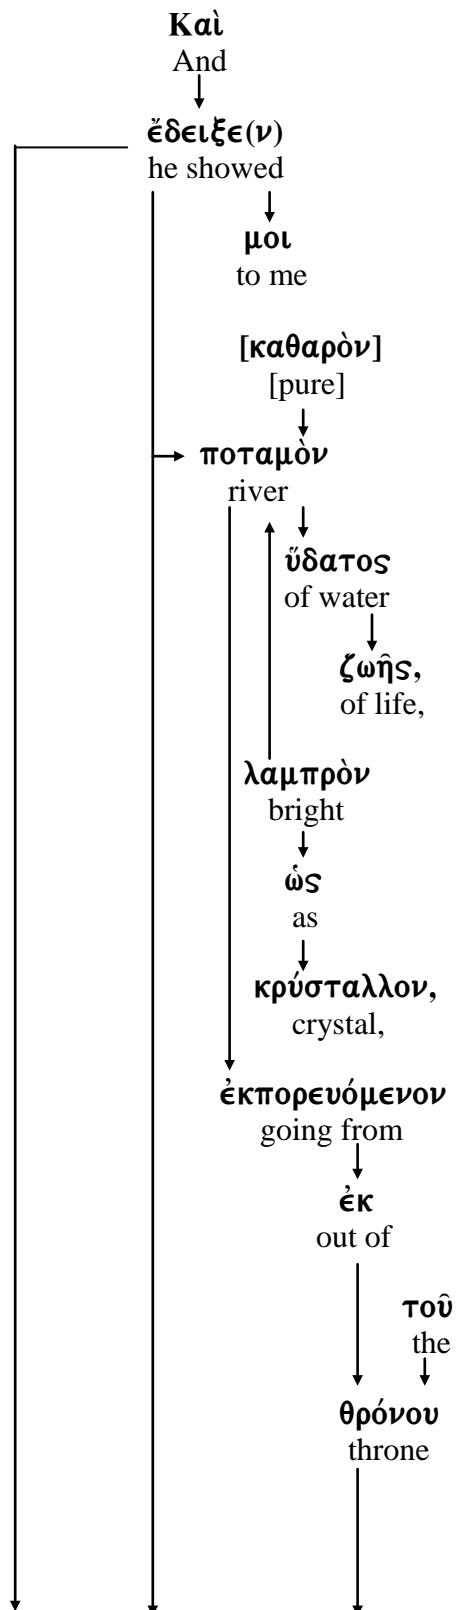 Καὶ
And
ἔδειξε(ν)
he showed
μοι
to me
[καθαρὸν]
[pure]
ποταμὸν
river
ὕδατος
of water
ζωῆς,
of life,
λαμπρὸν
bright
ὡς
as
κρύσταλλον,
crystal,
ἐκπορευόμενον
going from
ἐκ
out of
τοῦ
the
θρόνου
throne